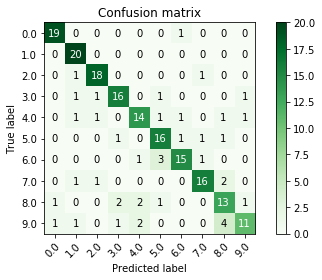 Confusion matrix
0.0 19 0 0 0 0 0 1 0 0 0
1.0 0 20 0 0 0 0 0 0 0 0
2.0 0 1 18 0 0 0 0 1 0 0
3.0 0 1 1 16 0 1 0 0 0 1
4.0 0 1 1 0 14 1 1 0 1 1
5.0 0 0 0 1 0 16 1 1 1 0
6.0 0 0 0 0 1 3 15 1 0 0
7.0 0 1 1 0 0 0 0 16 2 0
8.0 1 0 0 2 2 1 0 0 13 1
9.0 1 1 0 1 2 0 0 0 4 11
0.0 1.0 2.0 3.0 4.0 5.0 6.0 7.0 8.0 9.0
True label
Predicted label
20.0
17.5
15.0
12.5
10.0
7.5
5.0
2.5
0.0